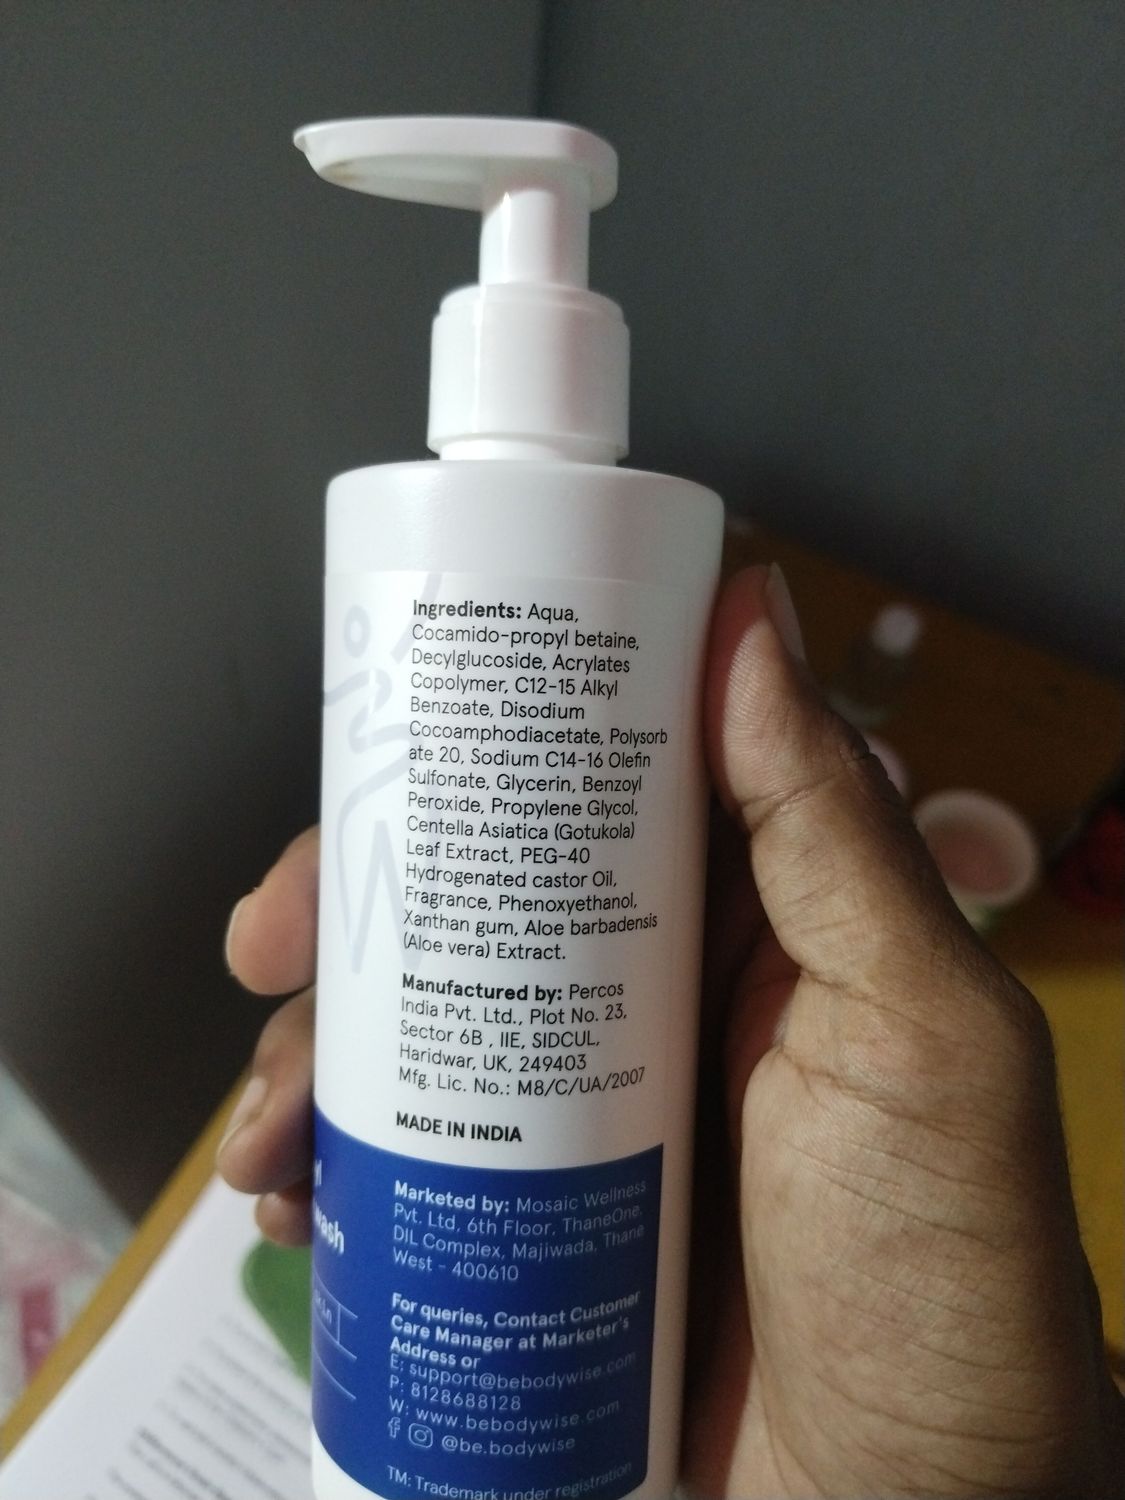 Ingredients: Aqua,
Cocamido-propyl betaine,
Decylglucoside, Acrylates
Copolymer, C12-15 Alkyl
Benzoate, Disodium
Cocoamphodiacetate, Polysorb
ate 20, Sodium C14-16 Olefin
Sulfonate, Glycerin, Benzoyl
Peroxide, Propylene Glycol,
Centella Asiatica (Gotukola)
Leaf Extract, PEG-40
Hydrogenated castor Oil,
Fragrance, Phenoxyethanol,
Xanthan gum, Aloe barbadensis
(Aloe vera) Extract.
Manufactured by: Percos
India Pvt. Ltd., Plot No. 23,
Sector 6B , IIE, SIDCUL,
Haridwar, UK, 249403
Mfg. Lic. No.: M8/C/UA/2007
MADE IN INDIA
Marketed by: Mosaic Wellness
Pvt. Ltd, 6th Floor, ThaneOne,
DIL Complex, Majiwada, Thane
West - 400610
For queries, Contact Customer
Care Manager at Marketer's
Address or
E: support@bebodywise.com
P: 8128688128
W: www.bebodywise.com
@be.bodywise
TM: Trademark under registration
wash